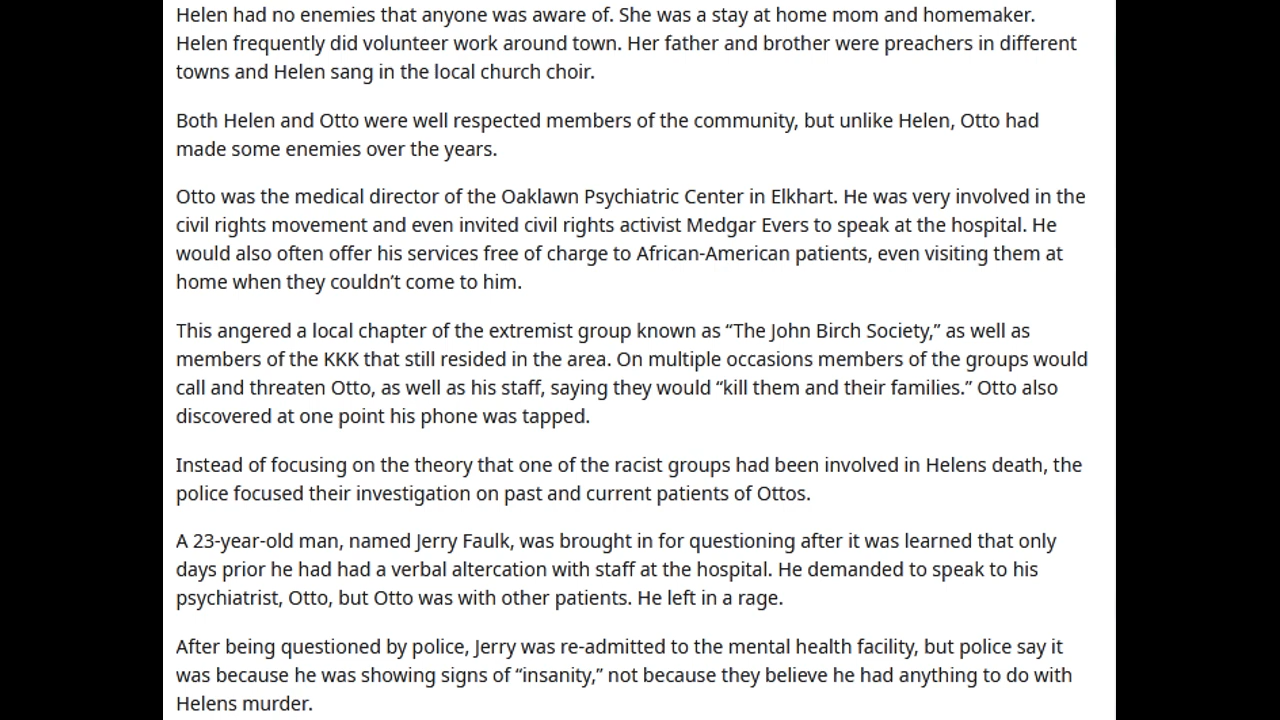 Helen had no enemies that anyone was aware of. She was a stay at home mom and homemaker.
Helen frequently did volunteer work around town. Her father and brother were preachers in different
towns and Helen sang in the local church choir.
Both Helen and Otto were well respected members of the community, but unlike Helen, Otto had
made some enemies over the years.
Otto was the medical director of the Oaklawn Psychiatric Center in Elkhart. He was very involved in the
civil rights movement and even invited civil rights activist Medgar Evers to speak at the hospital. He
would also often offer his services free of charge to African-American patients, even visiting them at
home when they couldn’t come to him.
This angered a local chapter of the extremist group known as “The John Birch Society,” as well as
members of the KKK that still resided in the area. On multiple occasions members of the groups would
call and threaten Otto, as well as his staff, saying they would “kill them and their families.” Otto also
discovered at one point his phone was tapped.
Instead of focusing on the theory that one of the racist groups had been involved in Helens death, the
police focused their investigation on past and current patients of Ottos.
A 23-year-old man, named Jerry Faulk, was brought in for questioning after it was learned that only
days prior he had had a verbal altercation with staff at the hospital. He demanded to speak to his
psychiatrist, Otto, but Otto was with other patients. He left in a rage.
After being questioned by police, Jerry was re-admitted to the mental health facility, but police say it
was because he was showing signs of “insanity,” not because they believe he had anything to do with
Helens murder.